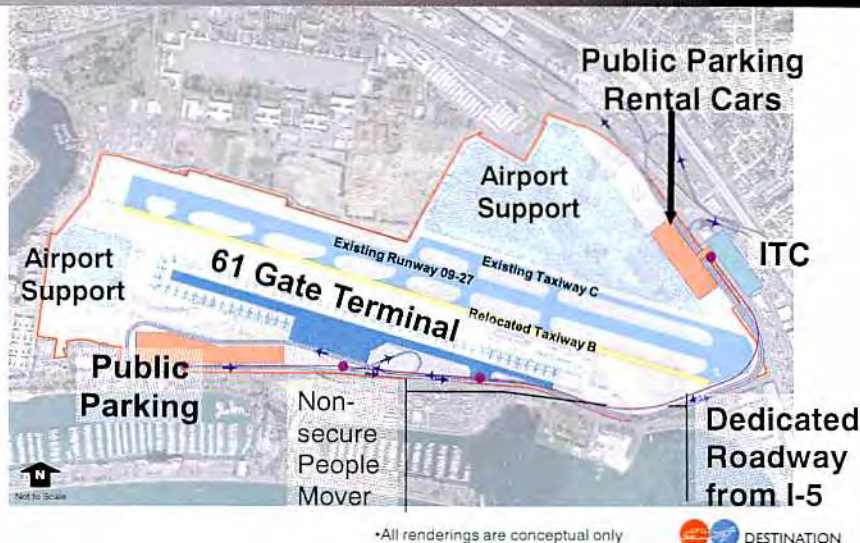 Public Parking
Rental Cars
Airport
Support
ITC
Existing Runway 09-27
Existing Taxiway C
Airport
Support
61 Gate Terminal
Relocated Taxiway B
Public
Parking
Non-
secure
People
Mover
Dedicated
Roadway
from I-5
N
Not to Scale
•All renderings are conceptual only
DESTINATION